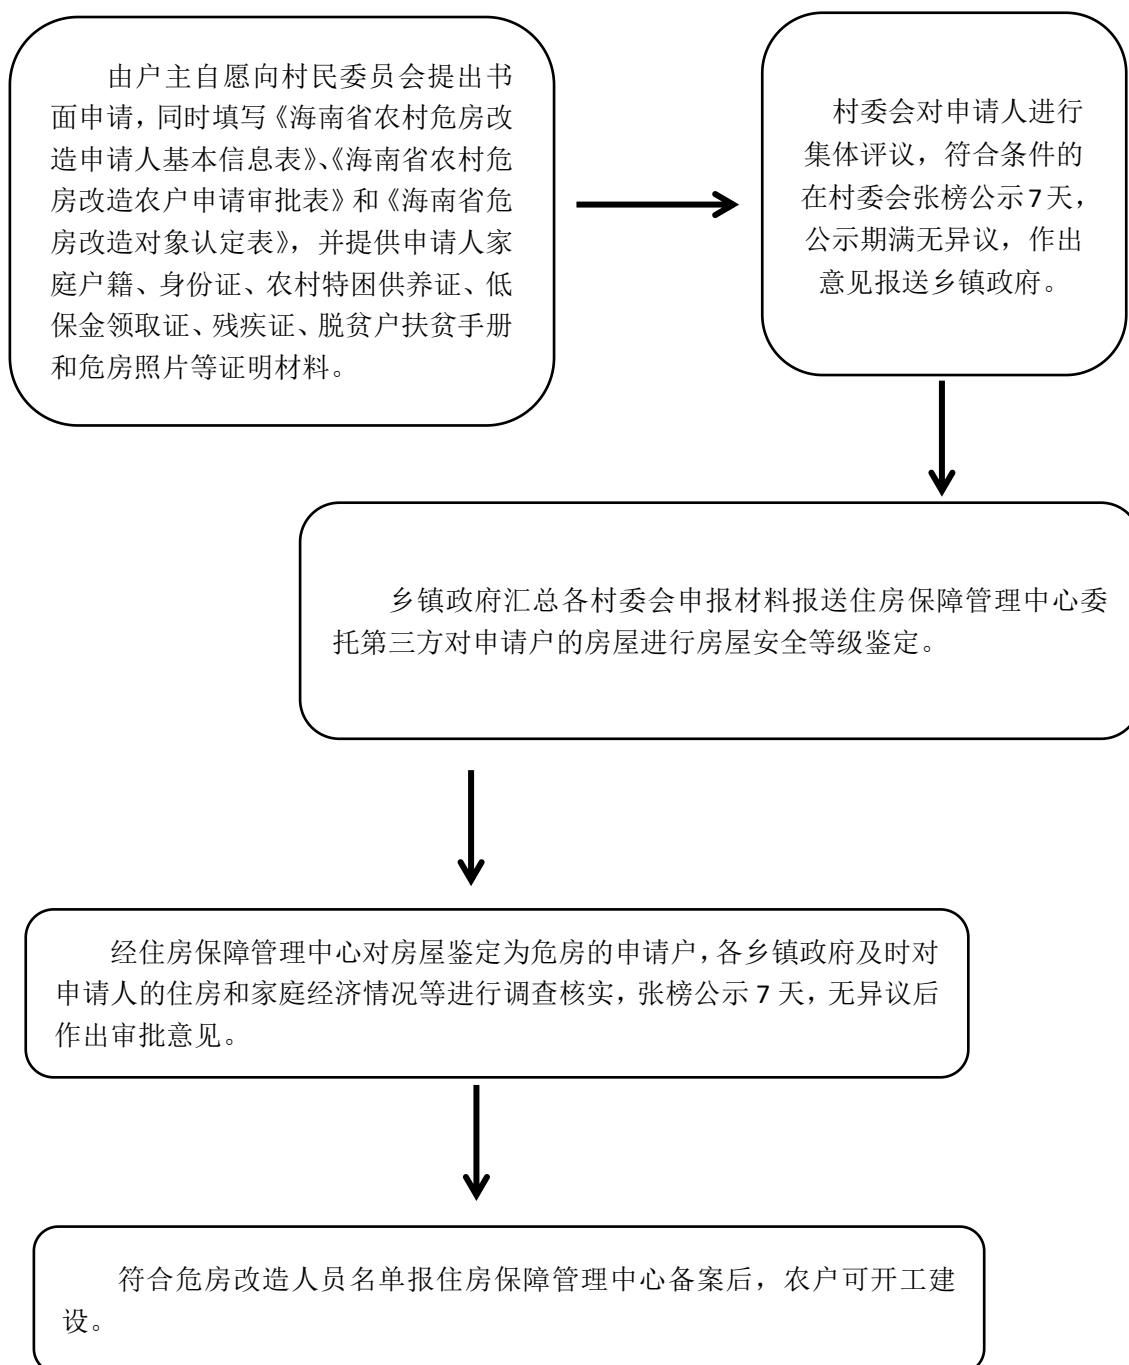 由户主自愿向村民委员会提出书
面申请，同时填写《海南省农村危房改
造申请人基本信息表》、《海南省农村危
房改造农户申请审批表》和《海南省危
房改造对象认定表》，并提供申请人家
庭户籍、身份证、农村特困供养证、低
保金领取证、残疾证、脱贫户扶贫手册
和危房照片等证明材料。
村委会对申请人进行
集体评议，符合条件的
在村委会张榜公示7天，
公示期满无异议，作出
意见报送乡镇政府。
乡镇政府汇总各村委会申报材料报送住房保障管理中心委
托第三方对申请户的房屋进行房屋安全等级鉴定。
经住房保障管理中心对房屋鉴定为危房的申请户，各乡镇政府及时对
申请人的住房和家庭经济情况等进行调查核实，张榜公示 7 天，无异议后
作出审批意见。
符合危房改造人员名单报住房保障管理中心备案后，农户可开工建
设。